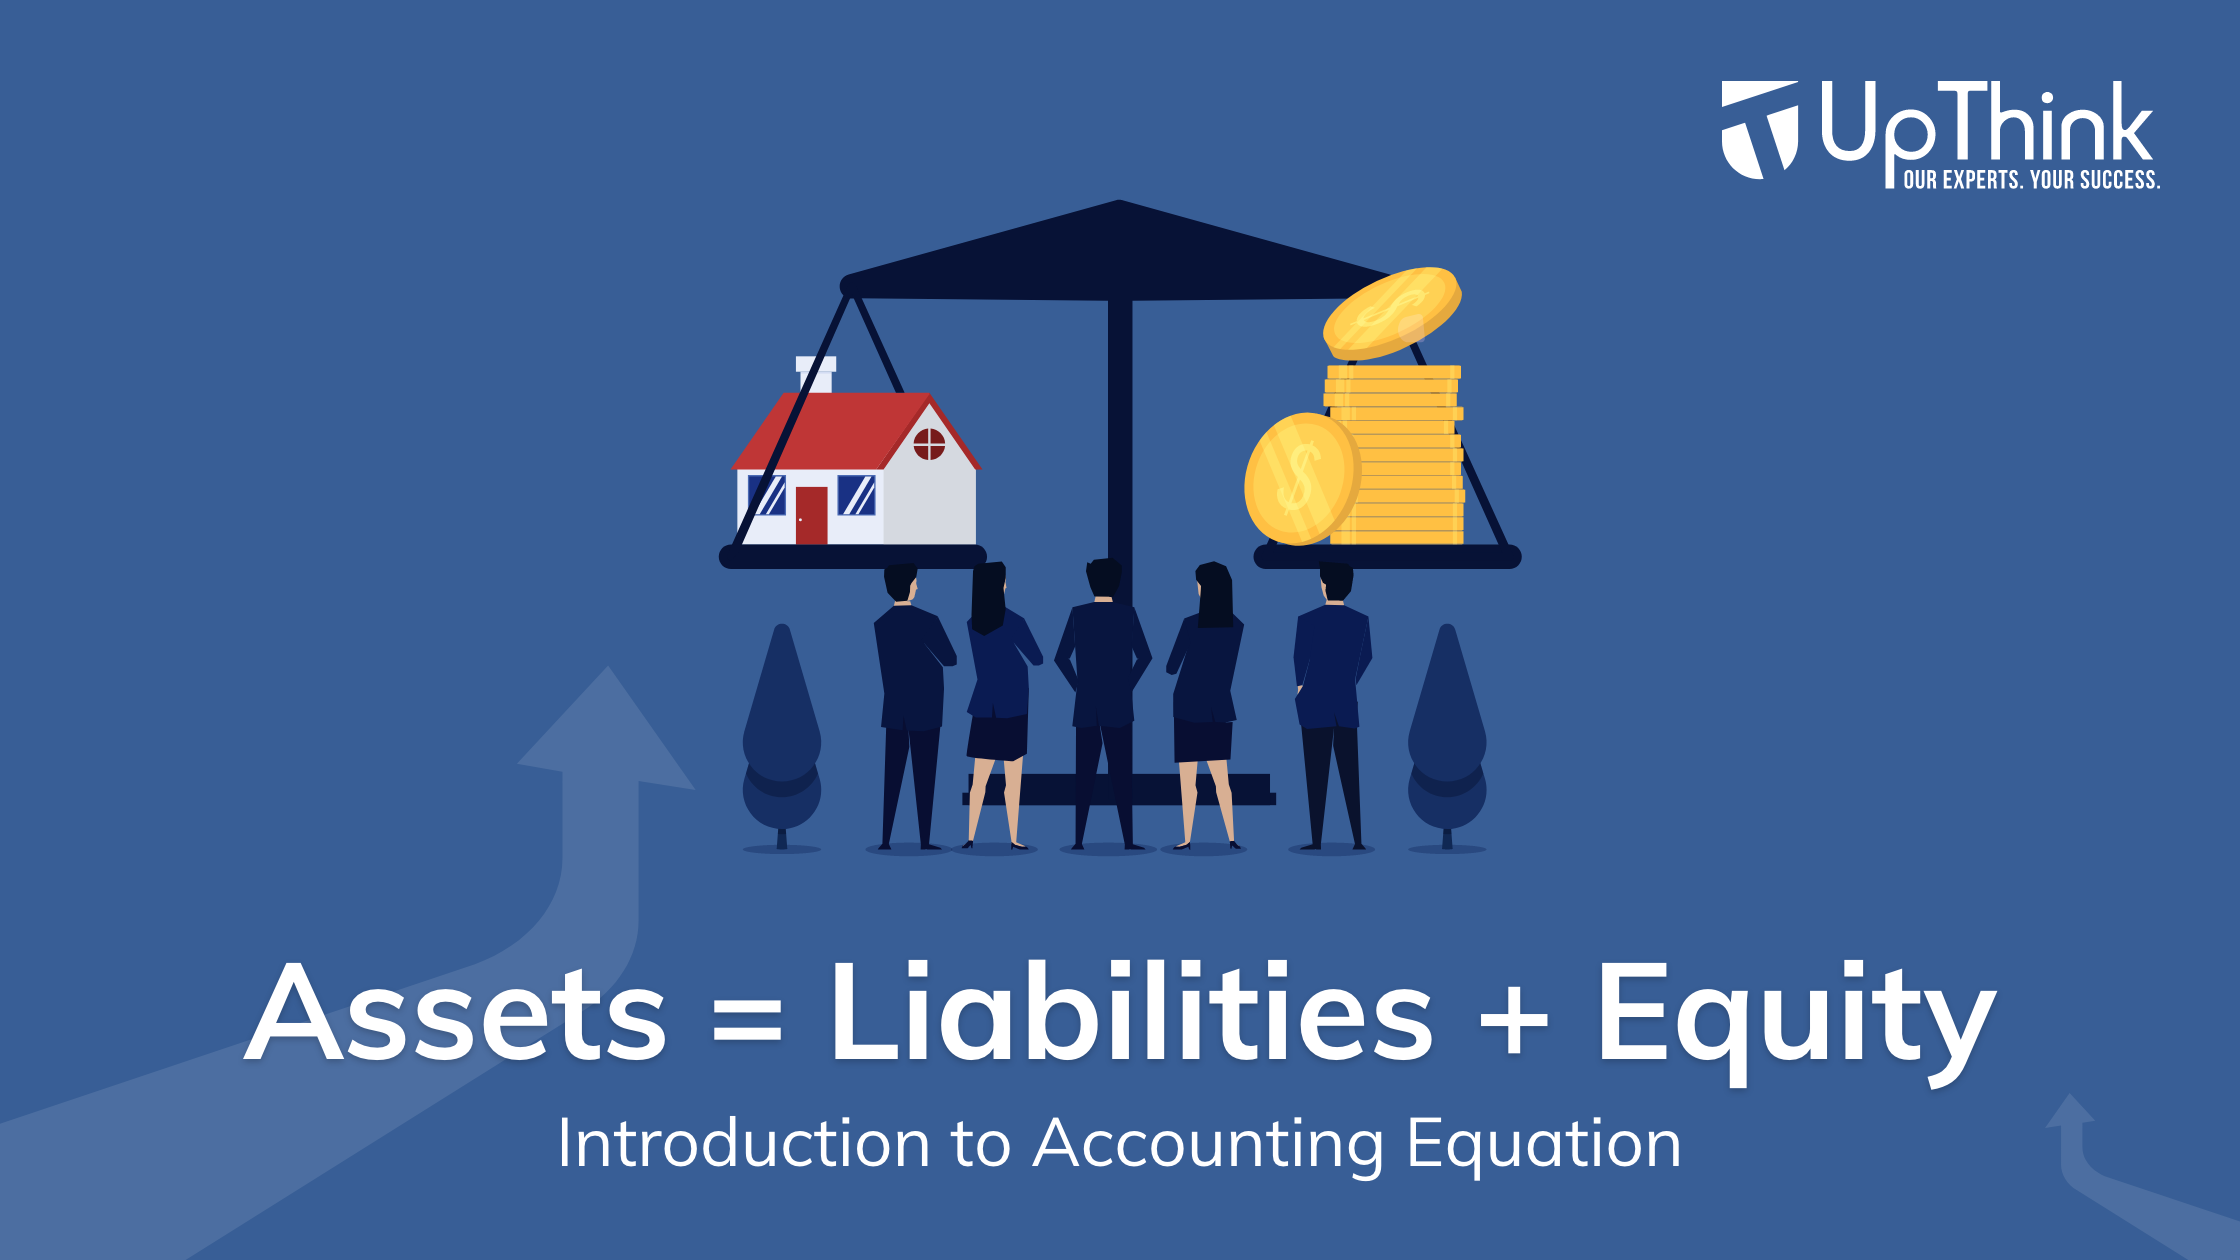 UpThink
OUR EXPERTS. YOUR SUCCESS.
Assets = Liabilities + Equity
Introduction to Accounting Equation